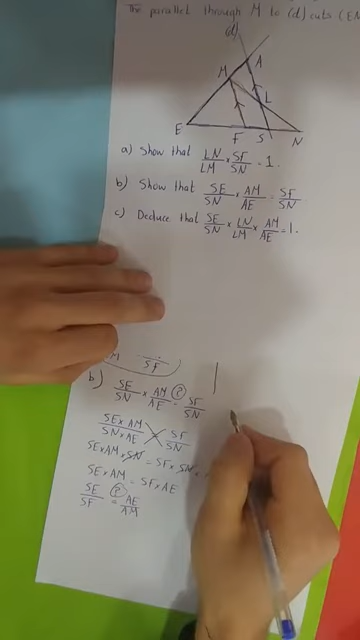 The parallel through M to (d) cuts (EN
(d)
A
M
L
E
F
S
N
a) Show that LN/LM × SF/SN = 1.
b) Show that SE/SN × AM/AE = SF/SN
c) Deduce that SE/SN × LN/LM × AM/AE = 1.
SF
b) SE/SN × AM/AE = (?) SF/SN
SE × AM/SN × AE SF/SN
SE × AM × SN = SF × SN ×
SE × AM = SF × AE
SE/SF = (?) AE/AM